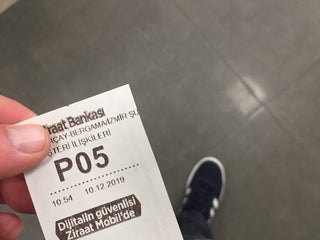 Ziraat Bankası
ÇAY-BERGAMA/İZMİR ŞU
ŞTERİ İLİŞKİLERİ
P05
10:54 10.12.2019
Dijitalin güvenlisi
Ziraat Mobil'de